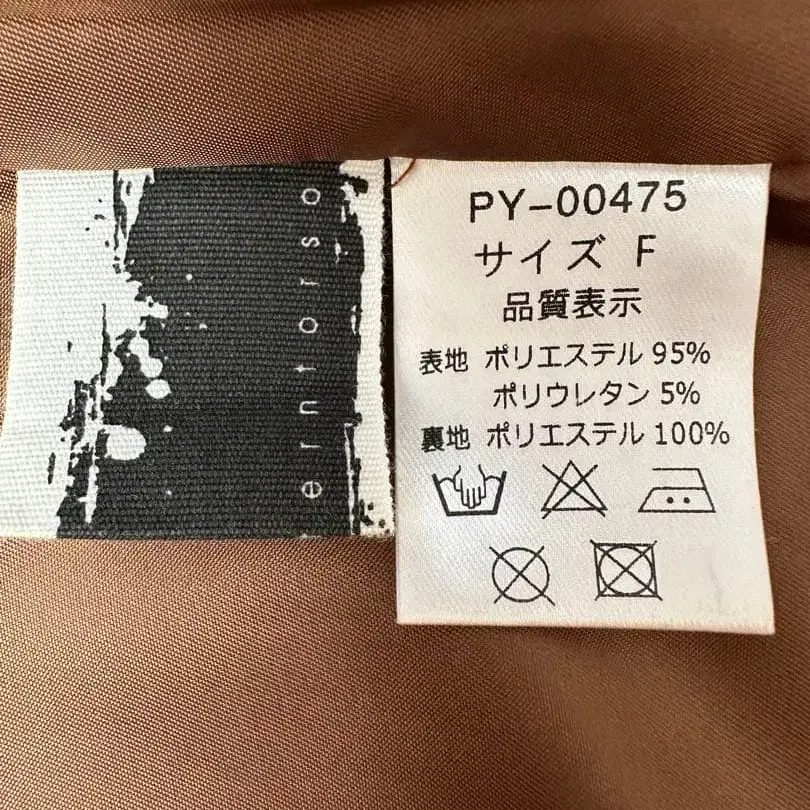 erntorso
PY-00475
サイズ F
品質表示
表地 ポリエステル 95%
ポリウレタン 5%
裏地 ポリエステル 100%